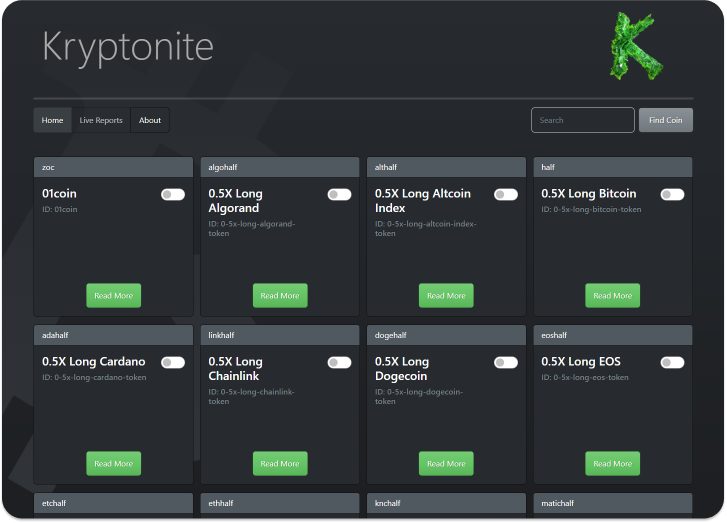 Kryptonite
K
Home Live Reports About Search Find Coin
zoc algohalf althalf half
01coin 0.5X Long Algorand 0.5X Long Altcoin Index 0.5X Long Bitcoin
ID: 01coin ID: 0-5x-long-algorand-token ID: 0-5x-long-altcoin-index-token ID: 0-5x-long-bitcoin-token
Read More Read More Read More Read More
adahalf linkhalf dogehalf eoshalf
0.5X Long Cardano 0.5X Long Chainlink 0.5X Long Dogecoin 0.5X Long EOS
ID: 0-5x-long-cardano-token ID: 0-5x-long-chainlink-token ID: 0-5x-long-dogecoin-token ID: 0-5x-long-eos-token
Read More Read More Read More Read More
etchalf ethhalf knchalf matichalf